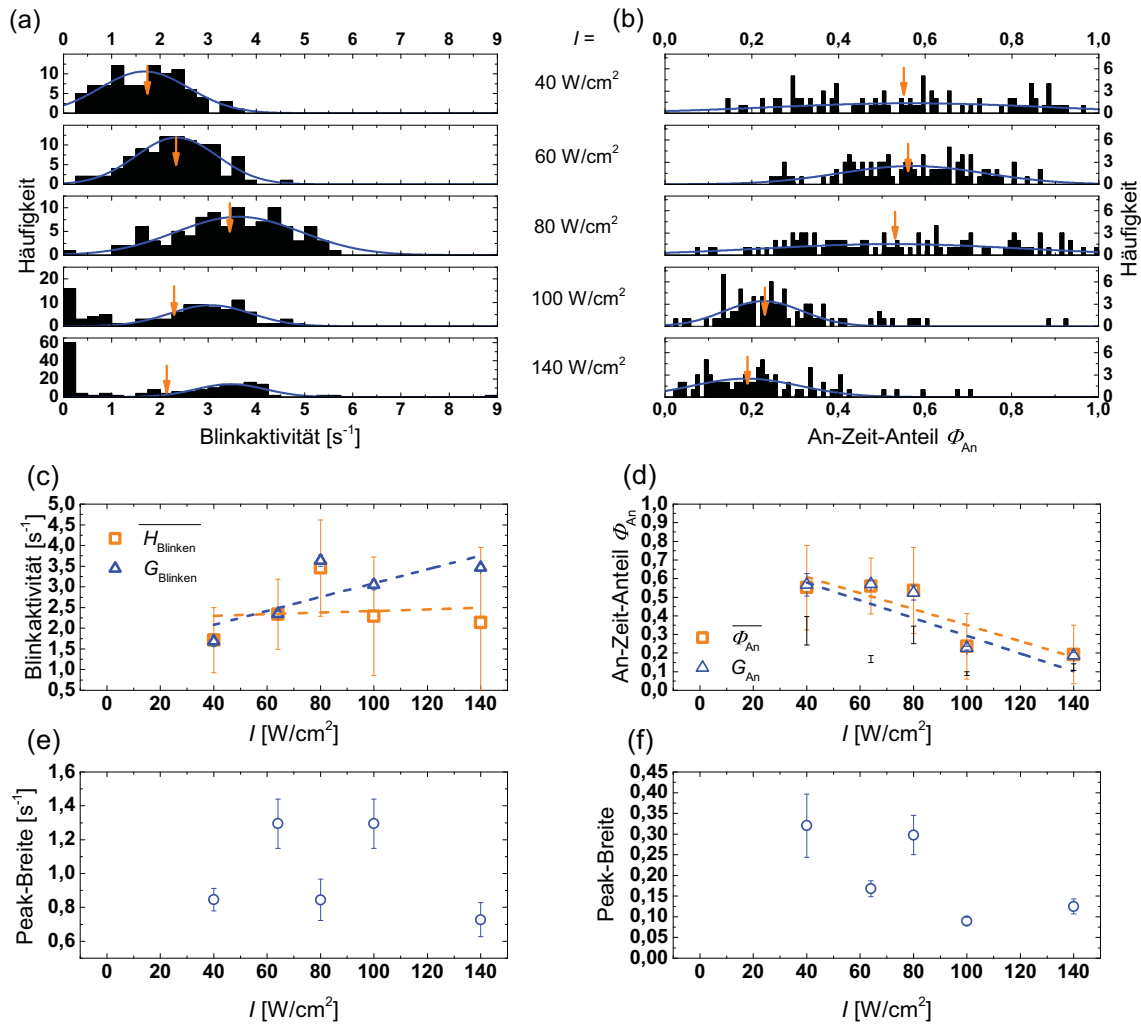 (a)
0 1 2 3 4 5 6 7 8 9
I =
(b)
0,0 0,2 0,4 0,6 0,8 1,0
10
5
0
40 W/cm²
6
3
0
10
5
0
60 W/cm²
6
3
0
10
5
0
80 W/cm²
6
3
0
20
10
0
100 W/cm²
6
3
0
60
40
20
0
140 W/cm²
6
3
0
Häufigkeit
Häufigkeit
0 1 2 3 4 5 6 7 8 9
0,0 0,2 0,4 0,6 0,8 1,0
Blinkaktivität [s⁻¹]
An-Zeit-Anteil Φ_An
(c)
5,0
4,5
4,0
3,5
3,0
2,5
2,0
1,5
1,0
0,5
Blinkaktivität [s⁻¹]
H_Blinken
G_Blinken
0 20 40 60 80 100 120 140
I [W/cm²]
(d)
1,0
0,9
0,8
0,7
0,6
0,5
0,4
0,3
0,2
0,1
0,0
An-Zeit-Anteil Φ_An
Φ_An
G_An
0 20 40 60 80 100 120 140
I [W/cm²]
(e)
1,6
1,4
1,2
1,0
0,8
0,6
Peak-Breite [s⁻¹]
0 20 40 60 80 100 120 140
I [W/cm²]
(f)
0,45
0,40
0,35
0,30
0,25
0,20
0,15
0,10
0,05
0,00
Peak-Breite
0 20 40 60 80 100 120 140
I [W/cm²]